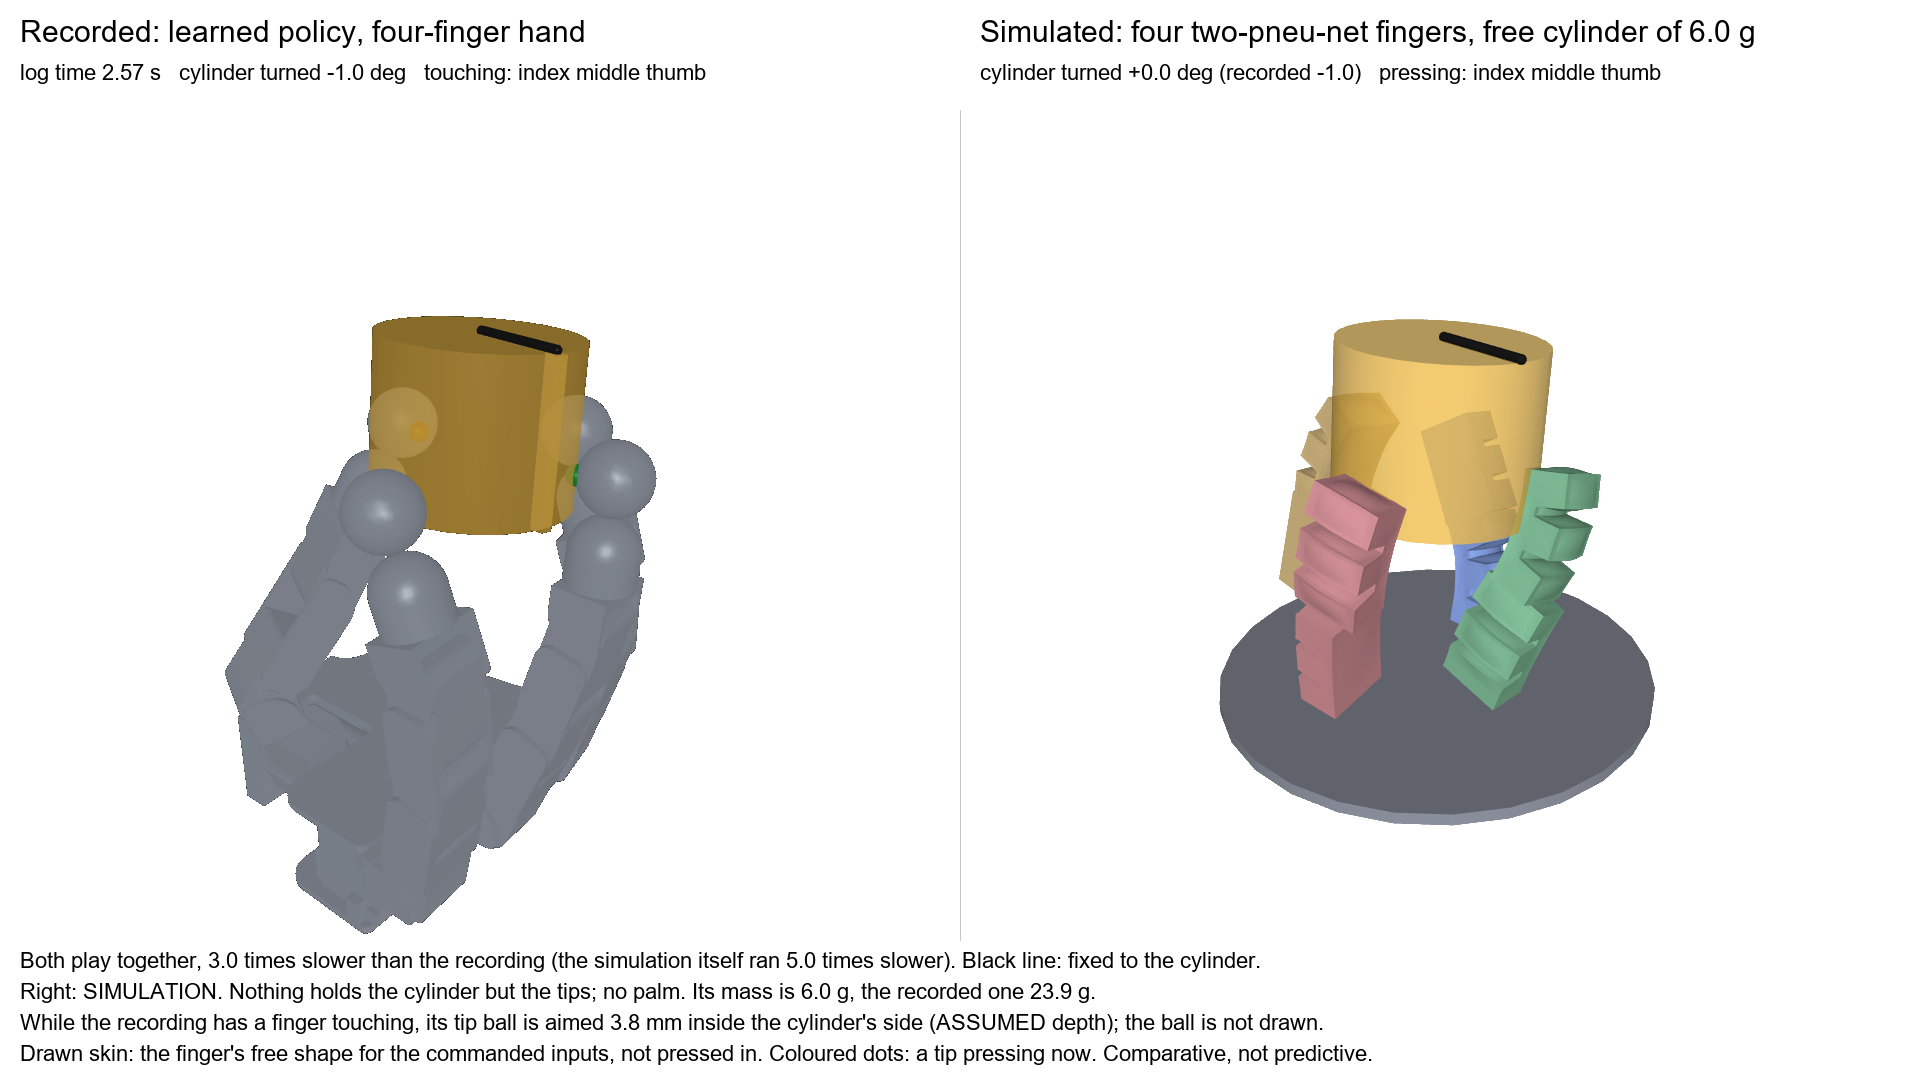 Recorded: learned policy, four-finger hand
log time 2.57 s   cylinder turned -1.0 deg   touching: index middle thumb
Simulated: four two-pneu-net fingers, free cylinder of 6.0 g
cylinder turned +0.0 deg (recorded -1.0)   pressing: index middle thumb
Both play together, 3.0 times slower than the recording (the simulation itself ran 5.0 times slower). Black line: fixed to the cylinder.
Right: SIMULATION. Nothing holds the cylinder but the tips; no palm. Its mass is 6.0 g, the recorded one 23.9 g.
While the recording has a finger touching, its tip ball is aimed 3.8 mm inside the cylinder's side (ASSUMED depth); the ball is not drawn.
Drawn skin: the finger's free shape for the commanded inputs, not pressed in. Coloured dots: a tip pressing now. Comparative, not predictive.